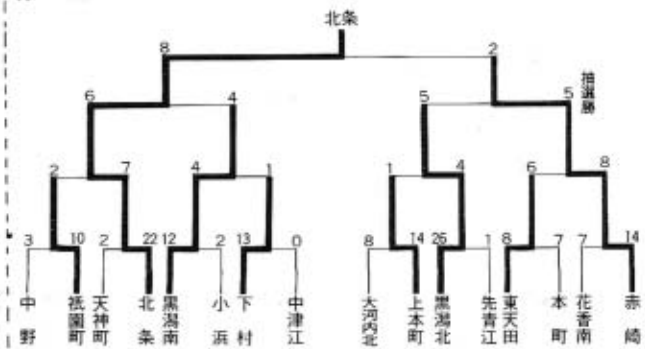 北条
8 2
6 4 5 5 抽選勝
2 7 4 1 1 4 6 8
3 10 2 22 12 2 13 0 8 14 26 1 8 7 7 14
中野 祇園町 天神町 北条 黒潟南 小浜 下村 中津江 大河内北 上本町 黒潟北 先青江 東天田 本町 花香南 赤崎